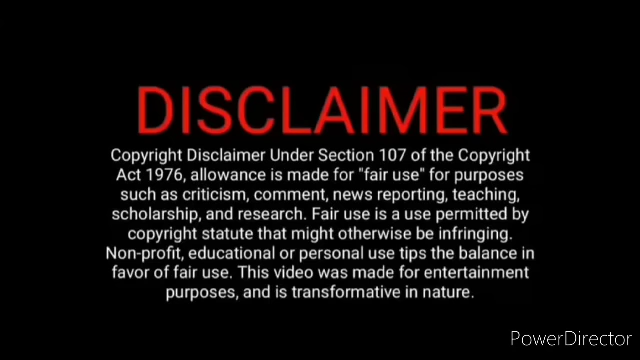 DISCLAIMER
Copyright Disclaimer Under Section 107 of the Copyright
Act 1976, allowance is made for "fair use" for purposes
such as criticism, comment, news reporting, teaching,
scholarship, and research. Fair use is a use permitted by
copyright statute that might otherwise be infringing.
Non-profit, educational or personal use tips the balance in
favor of fair use. This video was made for entertainment
purposes, and is transformative in nature.
PowerDirector